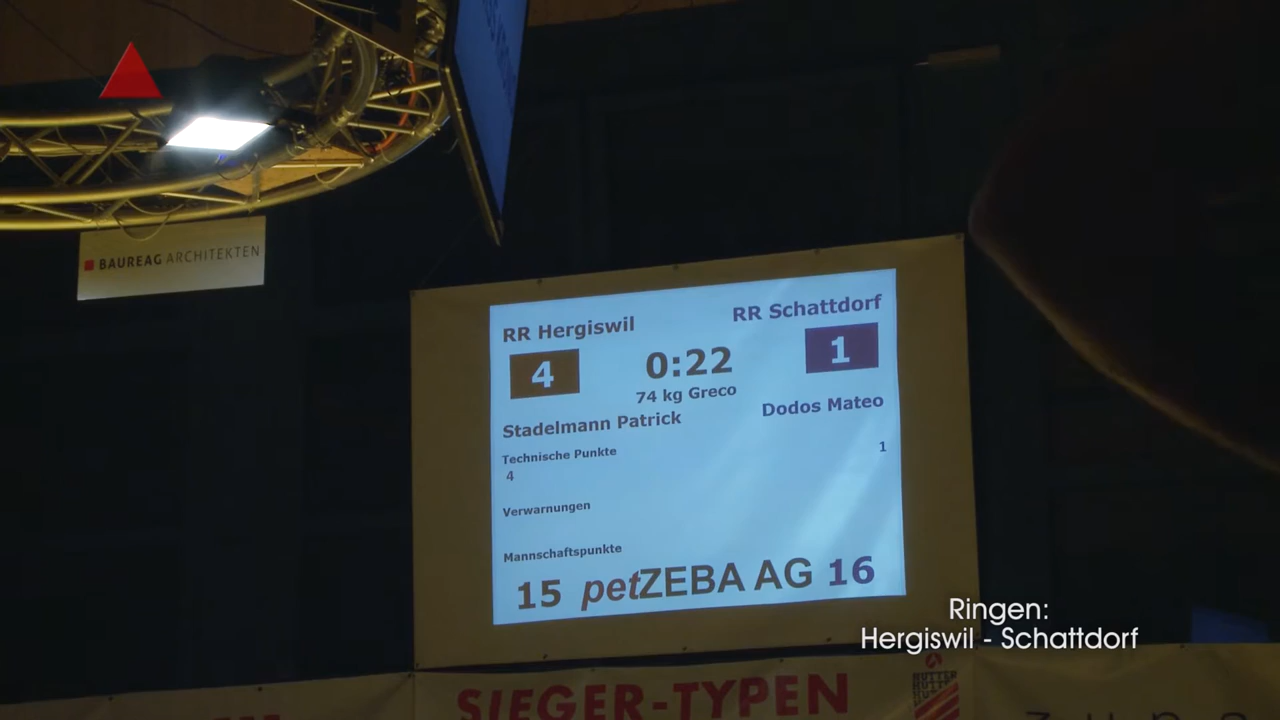 BAUREAG ARCHITEKTEN
RR Hergiswil
RR Schattdorf
4
0:22
1
74 kg Greco
Stadelmann Patrick
Dodos Mateo
Technische Punkte
4
1
Verwarnungen
Mannschaftspunkte
15 petZEBA AG 16
Ringen:
Hergiswil - Schattdorf
SIEGER-TYPEN